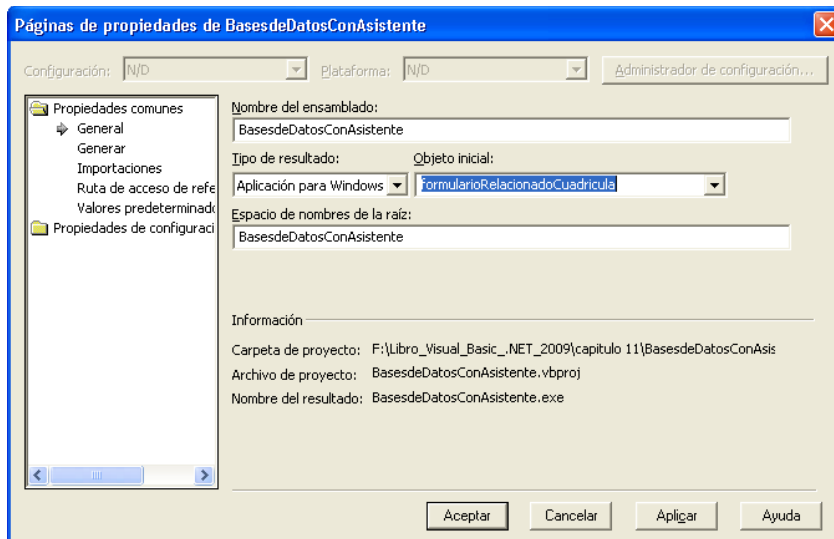 Páginas de propiedades de BasesdeDatosConAsistente
Configuración: N/D Plataforma: N/D Administrador de configuración...
Propiedades comunes
General
Generar
Importaciones
Ruta de acceso de refe
Valores predeterminado
Propiedades de configuraci
Nombre del ensamblado:
BasesdeDatosConAsistente
Tipo de resultado: Objeto inicial:
Aplicación para Windows formularioRelacionadoCuadricula
Espacio de nombres de la raíz:
BasesdeDatosConAsistente
Información
Carpeta de proyecto: F:\Libro_Visual_Basic_.NET_2009\capitulo 11\BasesdeDatosConAsis
Archivo de proyecto: BasesdeDatosConAsistente.vbproj
Nombre del resultado: BasesdeDatosConAsistente.exe
Aceptar Cancelar Aplicar Ayuda